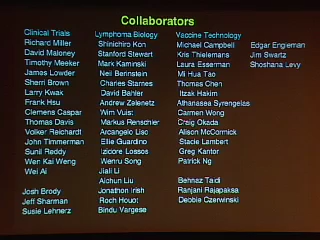 Collaborators
Clinical Trials
Richard Miller
David Maloney
Timothy Meeker
James Lowder
Sherri Brown
Larry Kwak
Frank Hsu
Clemens Caspar
Thomas Davis
Volker Reichardt
John Timmerman
Sunil Reddy
Wen Kai Weng
Wei Ai
Josh Brody
Jeff Sharman
Susie Lehnerz
Lymphoma Biology
Shinichiro Kon
Stanford Stewart
Mark Kaminski
Neil Berinstein
Charles Starnes
David Bahler
Andrew Zelenetz
Wim Vuist
Markus Renschler
Arcangelo Lisc
Ellie Guardino
Izidore Lossos
Wenru Song
Jiali Li
Aichun Liu
Jonathon Irish
Roch Houot
Bindu Vargese
Vaccine Technology
Michael Campbell
Kris Thielemans
Laura Esserman
Mi Hua Tao
Thomas Chen
Itzak Hakim
Athanasea Syrengelas
Carmen Wong
Craig Okada
Alison McCormick
Stacie Lambert
Greg Kantor
Patrick Ng
Behnaz Taidi
Ranjani Rajapaksa
Debbie Czerwinski
Edgar Engleman
Jim Swartz
Shoshana Levy